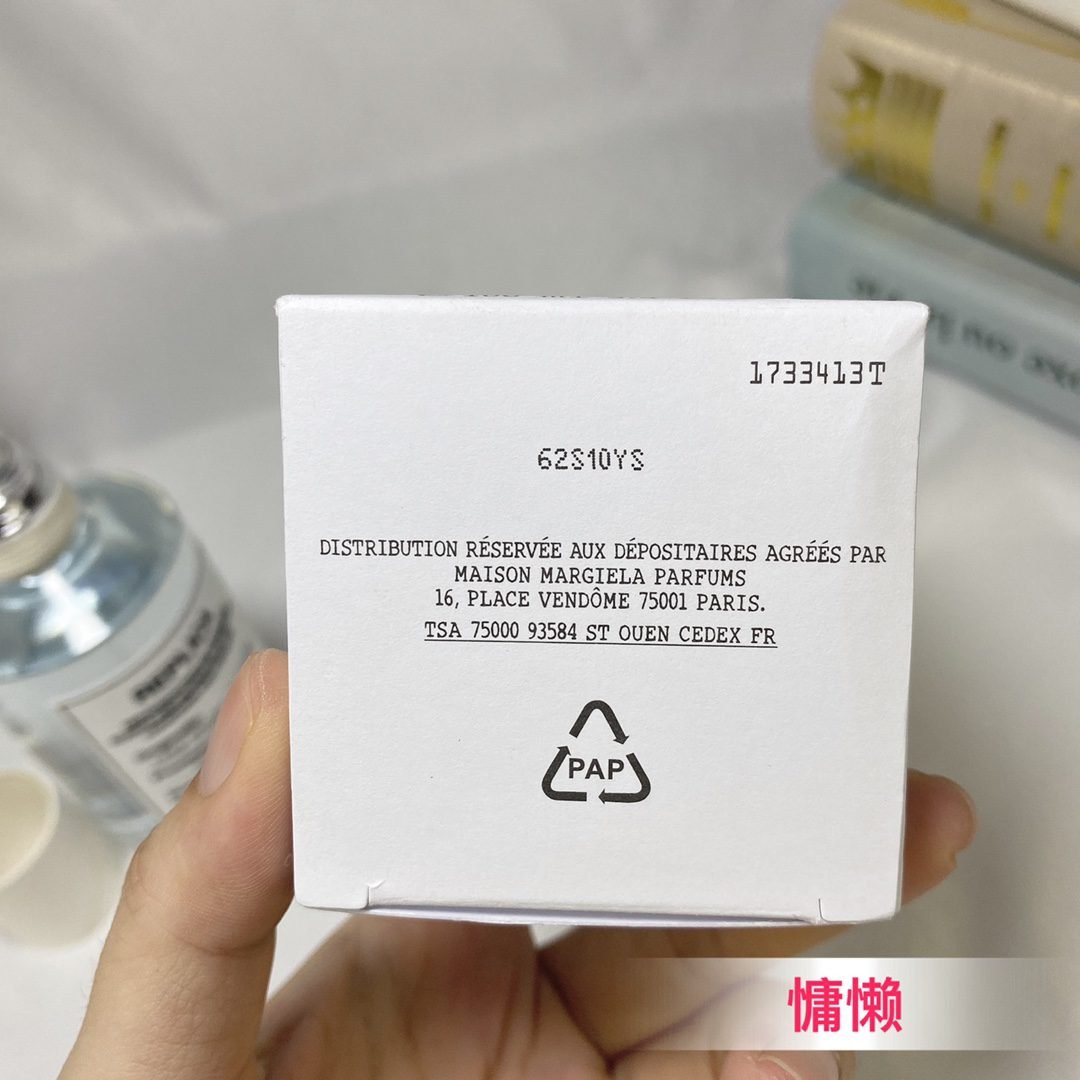 1733413T
62S10YS
DISTRIBUTION RÉSERVÉE AUX DÉPOSITAIRES AGRÉÉS PAR
MAISON MARGIELA PARFUMS
16, PLACE VENDÔME 75001 PARIS.
TSA 75000 93584 ST OUEN CEDEX FR
PAP
慵懒